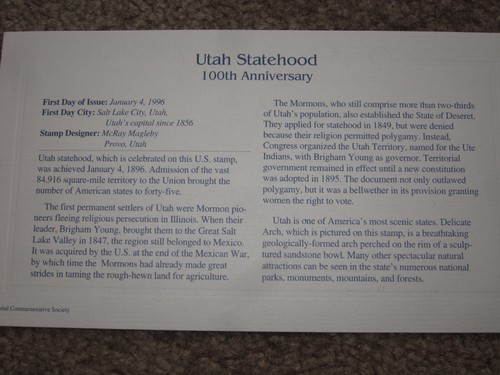 Utah Statehood
100th Anniversary
First Day of Issue: January 4, 1996
First Day City: Salt Lake City, Utah,
Utah's capital since 1856
Stamp Designer: McRay Magleby
Provo, Utah
Utah statehood, which is celebrated on this U.S. stamp,
was achieved January 4, 1896. Admission of the vast
84,916 square-mile territory to the Union brought the
number of American states to forty-five.
The first permanent settlers of Utah were Mormon pio-
neers fleeing religious persecution in Illinois. When their
leader, Brigham Young, brought them to the Great Salt
Lake Valley in 1847, the region still belonged to Mexico.
It was acquired by the U.S. at the end of the Mexican War,
by which time the Mormons had already made great
strides in taming the rough-hewn land for agriculture.
The Mormons, who still comprise more than two-thirds
of Utah's population, also established the State of Deseret.
They applied for statehood in 1849, but were denied
because their religion permitted polygamy. Instead,
Congress organized the Utah Territory, named for the Ute
Indians, with Brigham Young as governor. Territorial
government remained in effect until a new constitution
was adopted in 1895. The document not only outlawed
polygamy, but it was a bellwether in its provision granting
women the right to vote.
Utah is one of America's most scenic states. Delicate
Arch, which is pictured on this stamp, is a breathtaking
geologically-formed arch perched on the rim of a sculp-
tured sandstone bowl. Many other spectacular natural
attractions can be seen in the state's numerous national
parks, monuments, mountains, and forests.
Commemorative Society